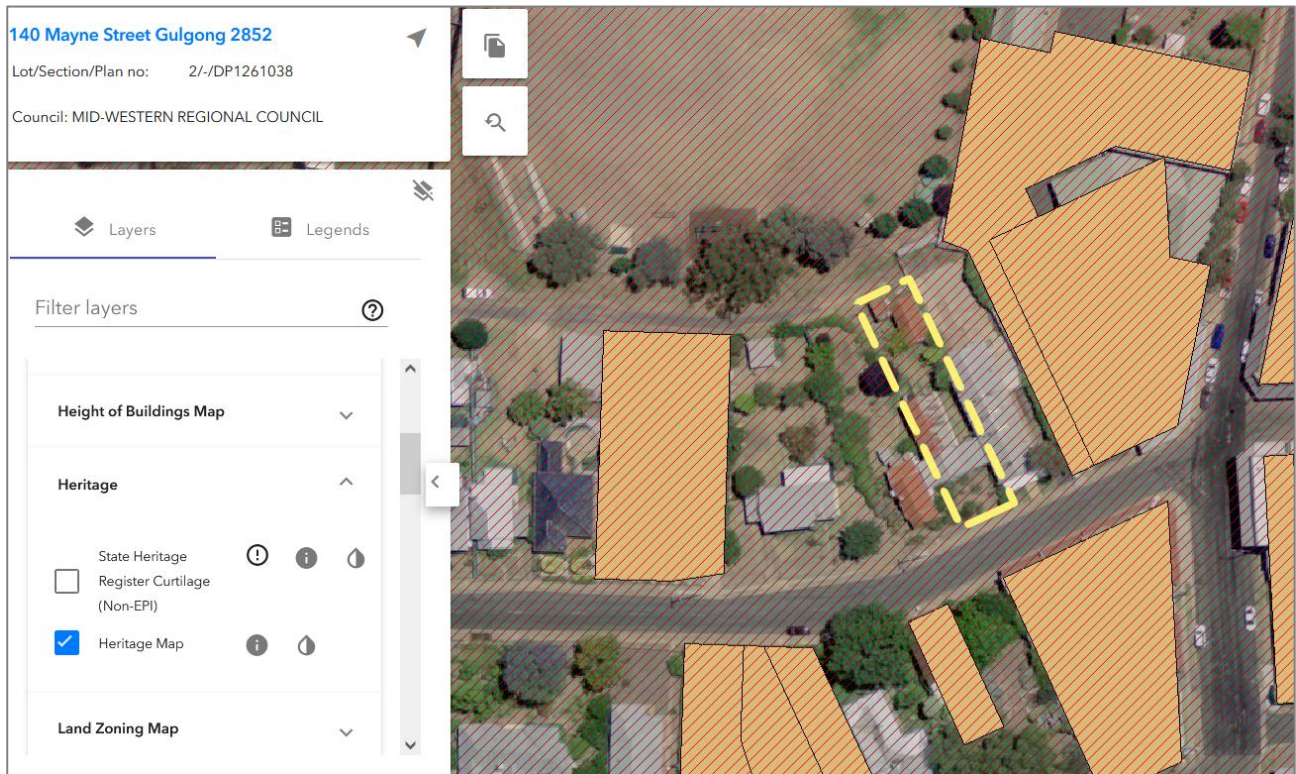 140 Mayne Street Gulgong 2852
Lot/Section/Plan no: 2/-/DP1261038
Council: MID-WESTERN REGIONAL COUNCIL
Layers Legends
Filter layers
Height of Buildings Map
Heritage
State Heritage
Register Curtilage
(Non-EPI)
Heritage Map
Land Zoning Map